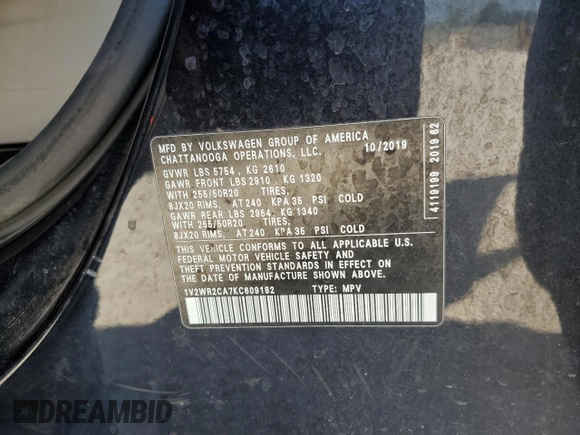 MFD BY VOLKSWAGEN GROUP OF AMERICA
CHATTANOOGA OPERATIONS, LLC. 10/2019
GVWR LBS 5754 , KG 2610
GAWR FRONT LBS 2910 , KG 1320
WITH 255/50R20 TIRES,
8JX20 RIMS, AT 240 KPA 35 PSI COLD
GAWR REAR LBS 2954, KG 1340
WITH 255/50R20 TIRES,
8JX20 RIMS, AT 240 KPA 35 PSI COLD
THIS VEHICLE CONFORMS TO ALL APPLICABLE U.S.
FEDERAL MOTOR VEHICLE SAFETY AND
THEFT PREVENTION STANDARDS IN EFFECT ON
THE DATE OF MANUFACTURE SHOWN ABOVE.
1V2WR2CA7KC609182 TYPE: MPV
4119199 2019 62
DREAMBID